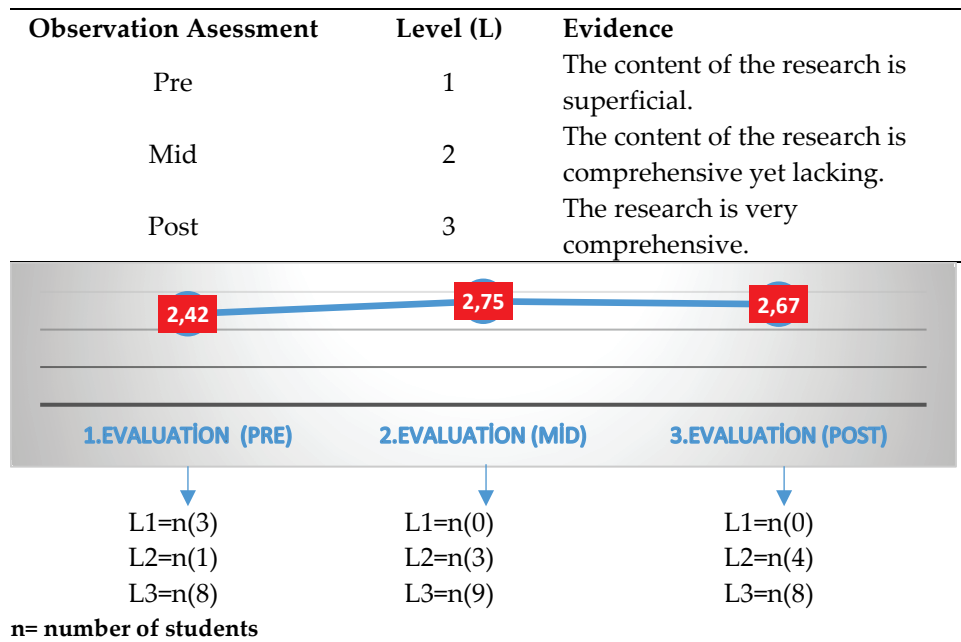 Observation Asessment Level (L) Evidence
Pre 1 The content of the research is
superficial.
Mid 2 The content of the research is
comprehensive yet lacking.
Post 3 The research is very
comprehensive.
2,42 2,75 2,67
1.EVALUATİON (PRE) 2.EVALUATİON (MİD) 3.EVALUATİON (POST)
L1=n(3) L1=n(0) L1=n(0)
L2=n(1) L2=n(3) L2=n(4)
L3=n(8) L3=n(9) L3=n(8)
n= number of students